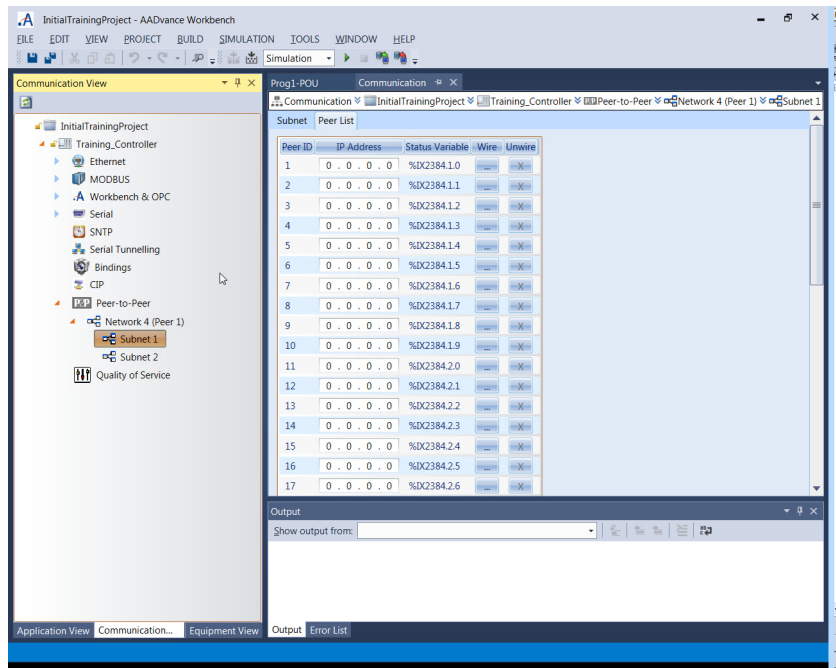 InitialTrainingProject - AADvance Workbench
FILE EDIT VIEW PROJECT BUILD SIMULATION TOOLS WINDOW HELP
Simulation
Communication View
InitialTrainingProject
Training_Controller
Ethernet
MODBUS
Workbench & OPC
Serial
SNTP
Serial Tunnelling
Bindings
CIP
P2P Peer-to-Peer
Network 4 (Peer 1)
Subnet 1
Subnet 2
Quality of Service
Application View Communication... Equipment View
Prog1-POU Communication
Communication InitialTrainingProject Training_Controller P2P Peer-to-Peer Network 4 (Peer 1) Subnet 1
Subnet Peer List
Peer ID IP Address Status Variable Wire Unwire
1 0 . 0 . 0 . 0 %IX2384.1.0 ... X
2 0 . 0 . 0 . 0 %IX2384.1.1 ... X
3 0 . 0 . 0 . 0 %IX2384.1.2 ... X
4 0 . 0 . 0 . 0 %IX2384.1.3 ... X
5 0 . 0 . 0 . 0 %IX2384.1.4 ... X
6 0 . 0 . 0 . 0 %IX2384.1.5 ... X
7 0 . 0 . 0 . 0 %IX2384.1.6 ... X
8 0 . 0 . 0 . 0 %IX2384.1.7 ... X
9 0 . 0 . 0 . 0 %IX2384.1.8 ... X
10 0 . 0 . 0 . 0 %IX2384.1.9 ... X
11 0 . 0 . 0 . 0 %IX2384.2.0 ... X
12 0 . 0 . 0 . 0 %IX2384.2.1 ... X
13 0 . 0 . 0 . 0 %IX2384.2.2 ... X
14 0 . 0 . 0 . 0 %IX2384.2.3 ... X
15 0 . 0 . 0 . 0 %IX2384.2.4 ... X
16 0 . 0 . 0 . 0 %IX2384.2.5 ... X
17 0 . 0 . 0 . 0 %IX2384.2.6 ... X
Output
Show output from:
Output Error List